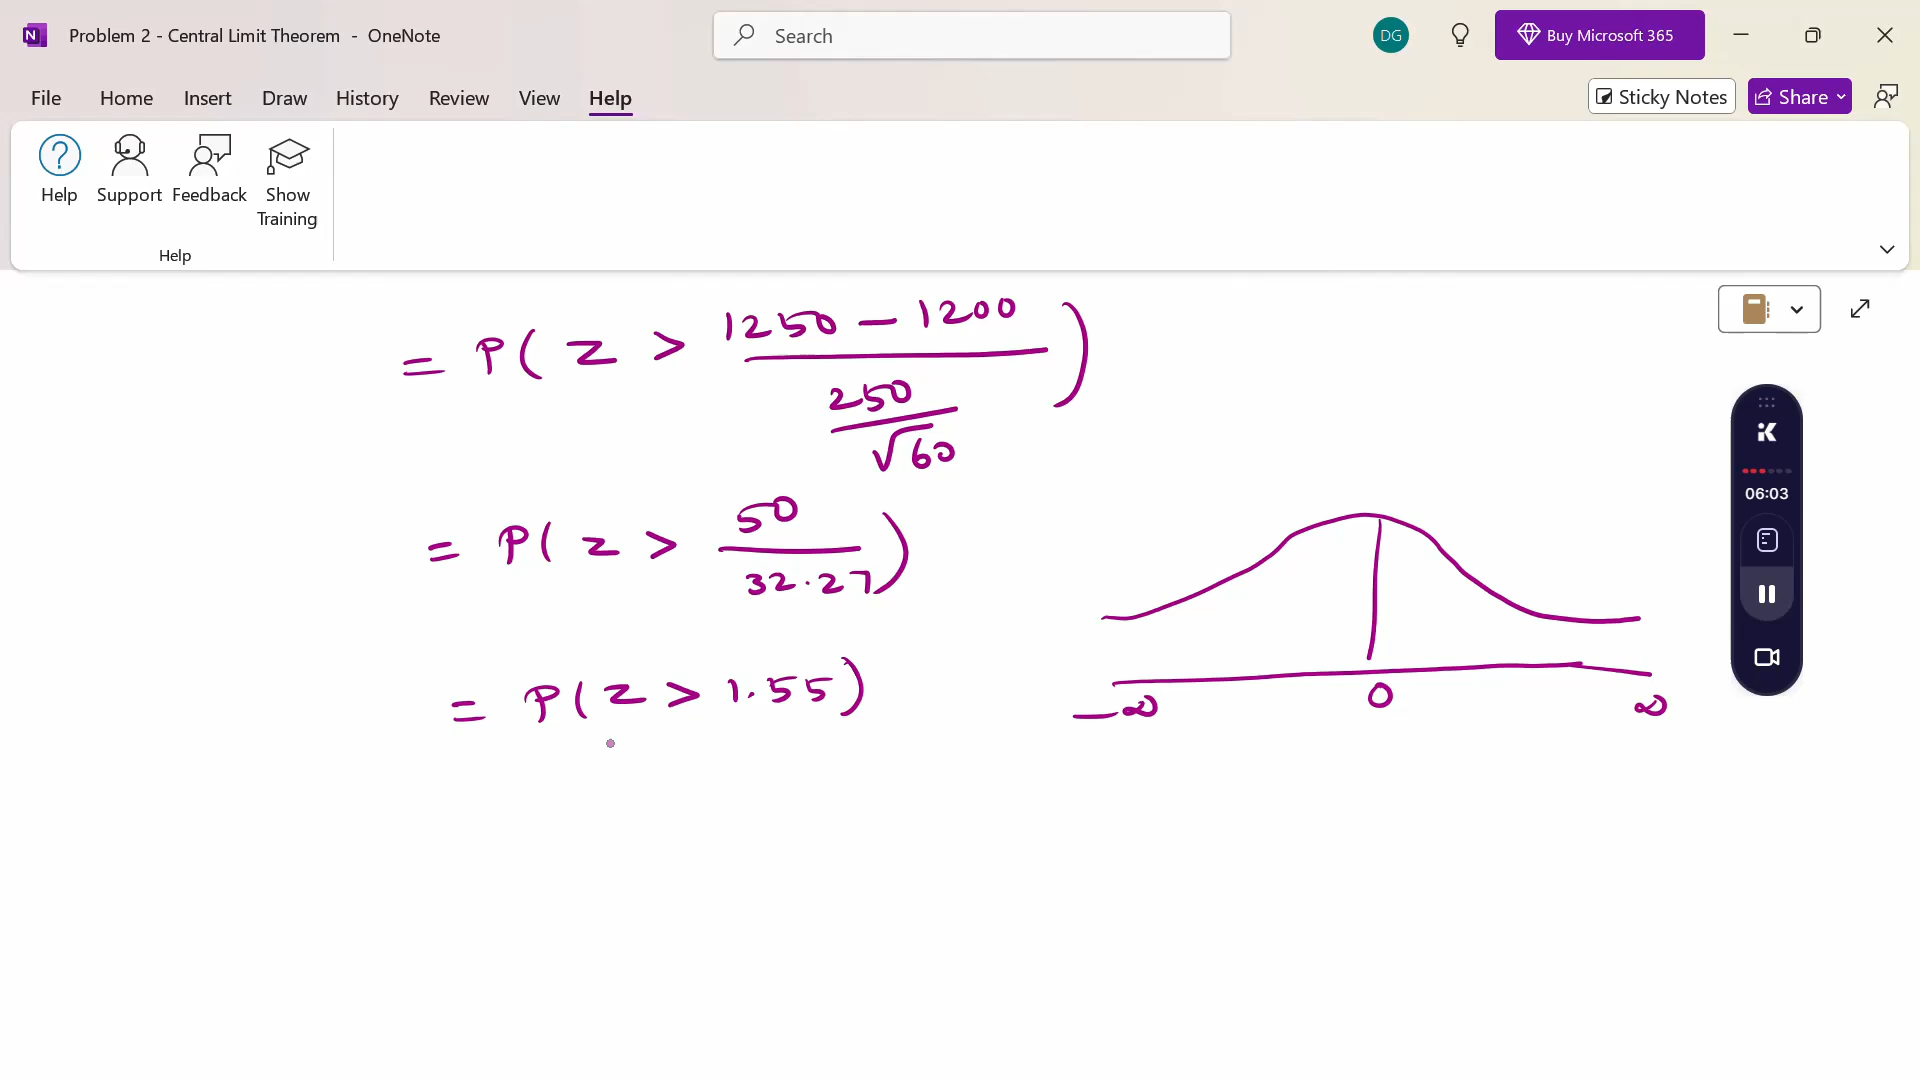 Problem 2 - Central Limit Theorem - OneNote
Search
DG
Buy Microsoft 365
File Home Insert Draw History Review View Help
Sticky Notes
Share
Help Support Feedback Show Training
Help
= P( z > (1250 - 1200) / (250 / √60) )
06:03
= P( z > 50 / 32.27 )
= P( z > 1.55 )
-∞ 0 ∞